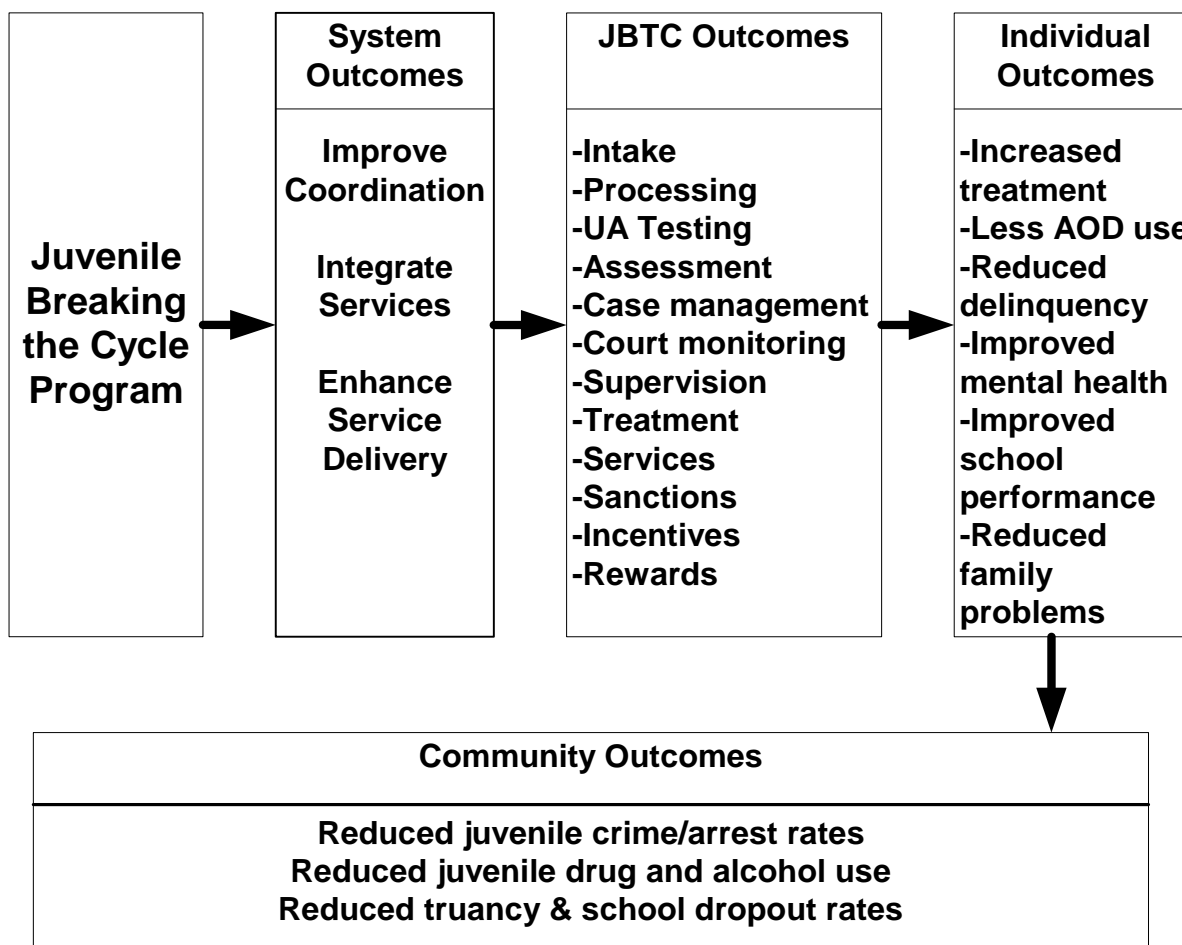 Juvenile
Breaking
the Cycle
Program
System
Outcomes
Improve
Coordination
Integrate
Services
Enhance
Service
Delivery
JBTC Outcomes
-Intake
-Processing
-UA Testing
-Assessment
-Case management
-Court monitoring
-Supervision
-Treatment
-Services
-Sanctions
-Incentives
-Rewards
Individual
Outcomes
-Increased
treatment
-Less AOD use
-Reduced
delinquency
-Improved
mental health
-Improved
school
performance
-Reduced
family
problems
Community Outcomes
Reduced juvenile crime/arrest rates
Reduced juvenile drug and alcohol use
Reduced truancy & school dropout rates